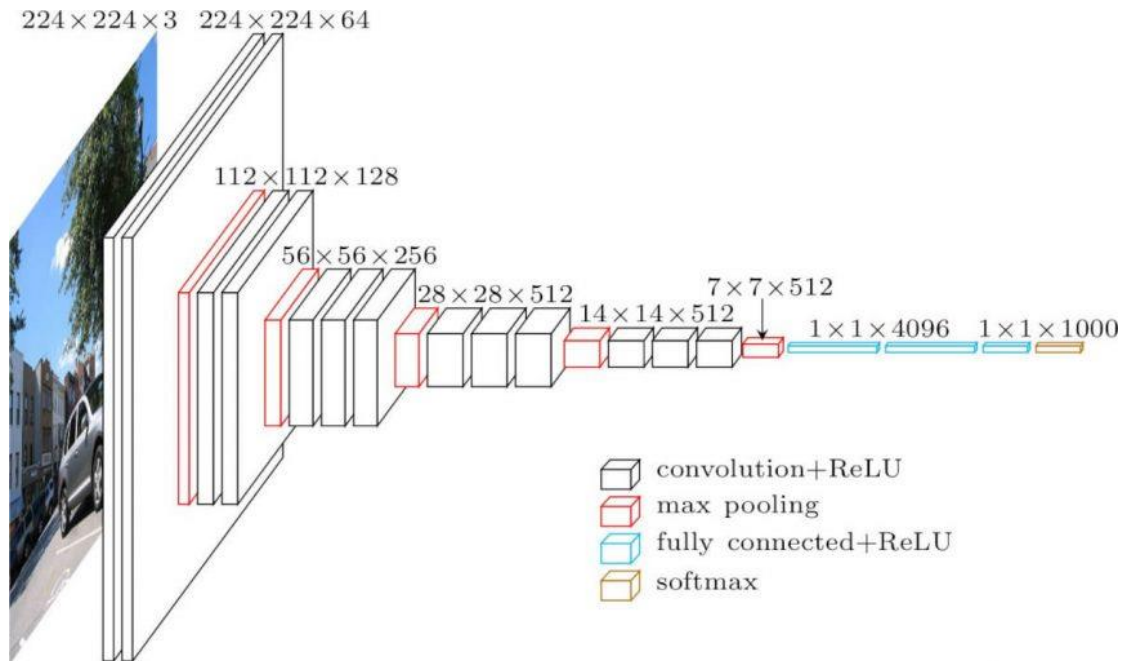 224 × 224 × 3
224 × 224 × 64
112 × 112 × 128
56 × 56 × 256
28 × 28 × 512
14 × 14 × 512
7 × 7 × 512
1 × 1 × 4096
1 × 1 × 1000
convolution+ReLU
max pooling
fully connected+ReLU
softmax